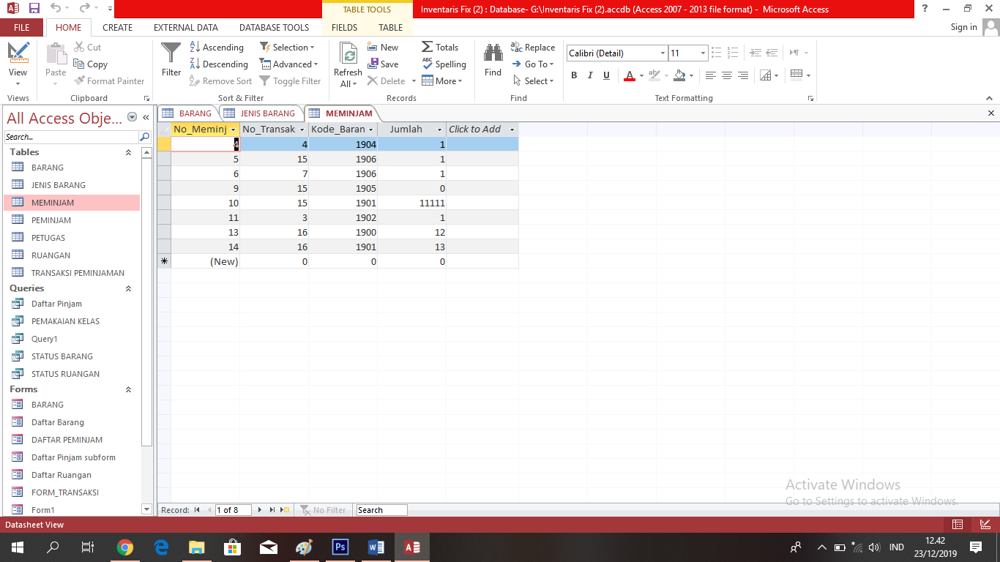 TABLE TOOLS
Inventaris Fix (2) : Database- G:\Inventaris Fix (2).accdb (Access 2007 - 2013 file format) - Microsoft Access
FILE HOME CREATE EXTERNAL DATA DATABASE TOOLS FIELDS TABLE Sign in
View
Views
Paste
Cut
Copy
Format Painter
Clipboard
Filter
Ascending
Descending
Remove Sort
Selection
Advanced
Toggle Filter
Sort & Filter
Refresh
All
New
Save
Delete
Totals
Spelling
More
Records
Find
Replace
Go To
Select
Find
Calibri (Detail) 11
B I U A
Text Formatting
All Access Obje...
Search...
Tables
BARANG
JENIS BARANG
MEMINJAM
PEMINJAM
PETUGAS
RUANGAN
TRANSAKSI PEMINJAMAN
Queries
Daftar Pinjam
PEMAKAIAN KELAS
Query1
STATUS BARANG
STATUS RUANGAN
Forms
BARANG
Daftar Barang
DAFTAR PEMINJAM
Daftar Pinjam subform
Daftar Ruangan
FORM_TRANSAKSI
Form1
BARANG JENIS BARANG MEMINJAM
No_Meminj No_Transak Kode_Baran Jumlah Click to Add
4 4 1904 1
5 15 1906 1
6 7 1906 1
9 15 1905 0
10 15 1901 11111
11 3 1902 1
13 16 1900 12
14 16 1901 13
(New) 0 0 0
Activate Windows
Go to Settings to activate Windows.
Record: 1 of 8 No Filter Search
Datasheet View
Ps
IND
12.42
23/12/2019